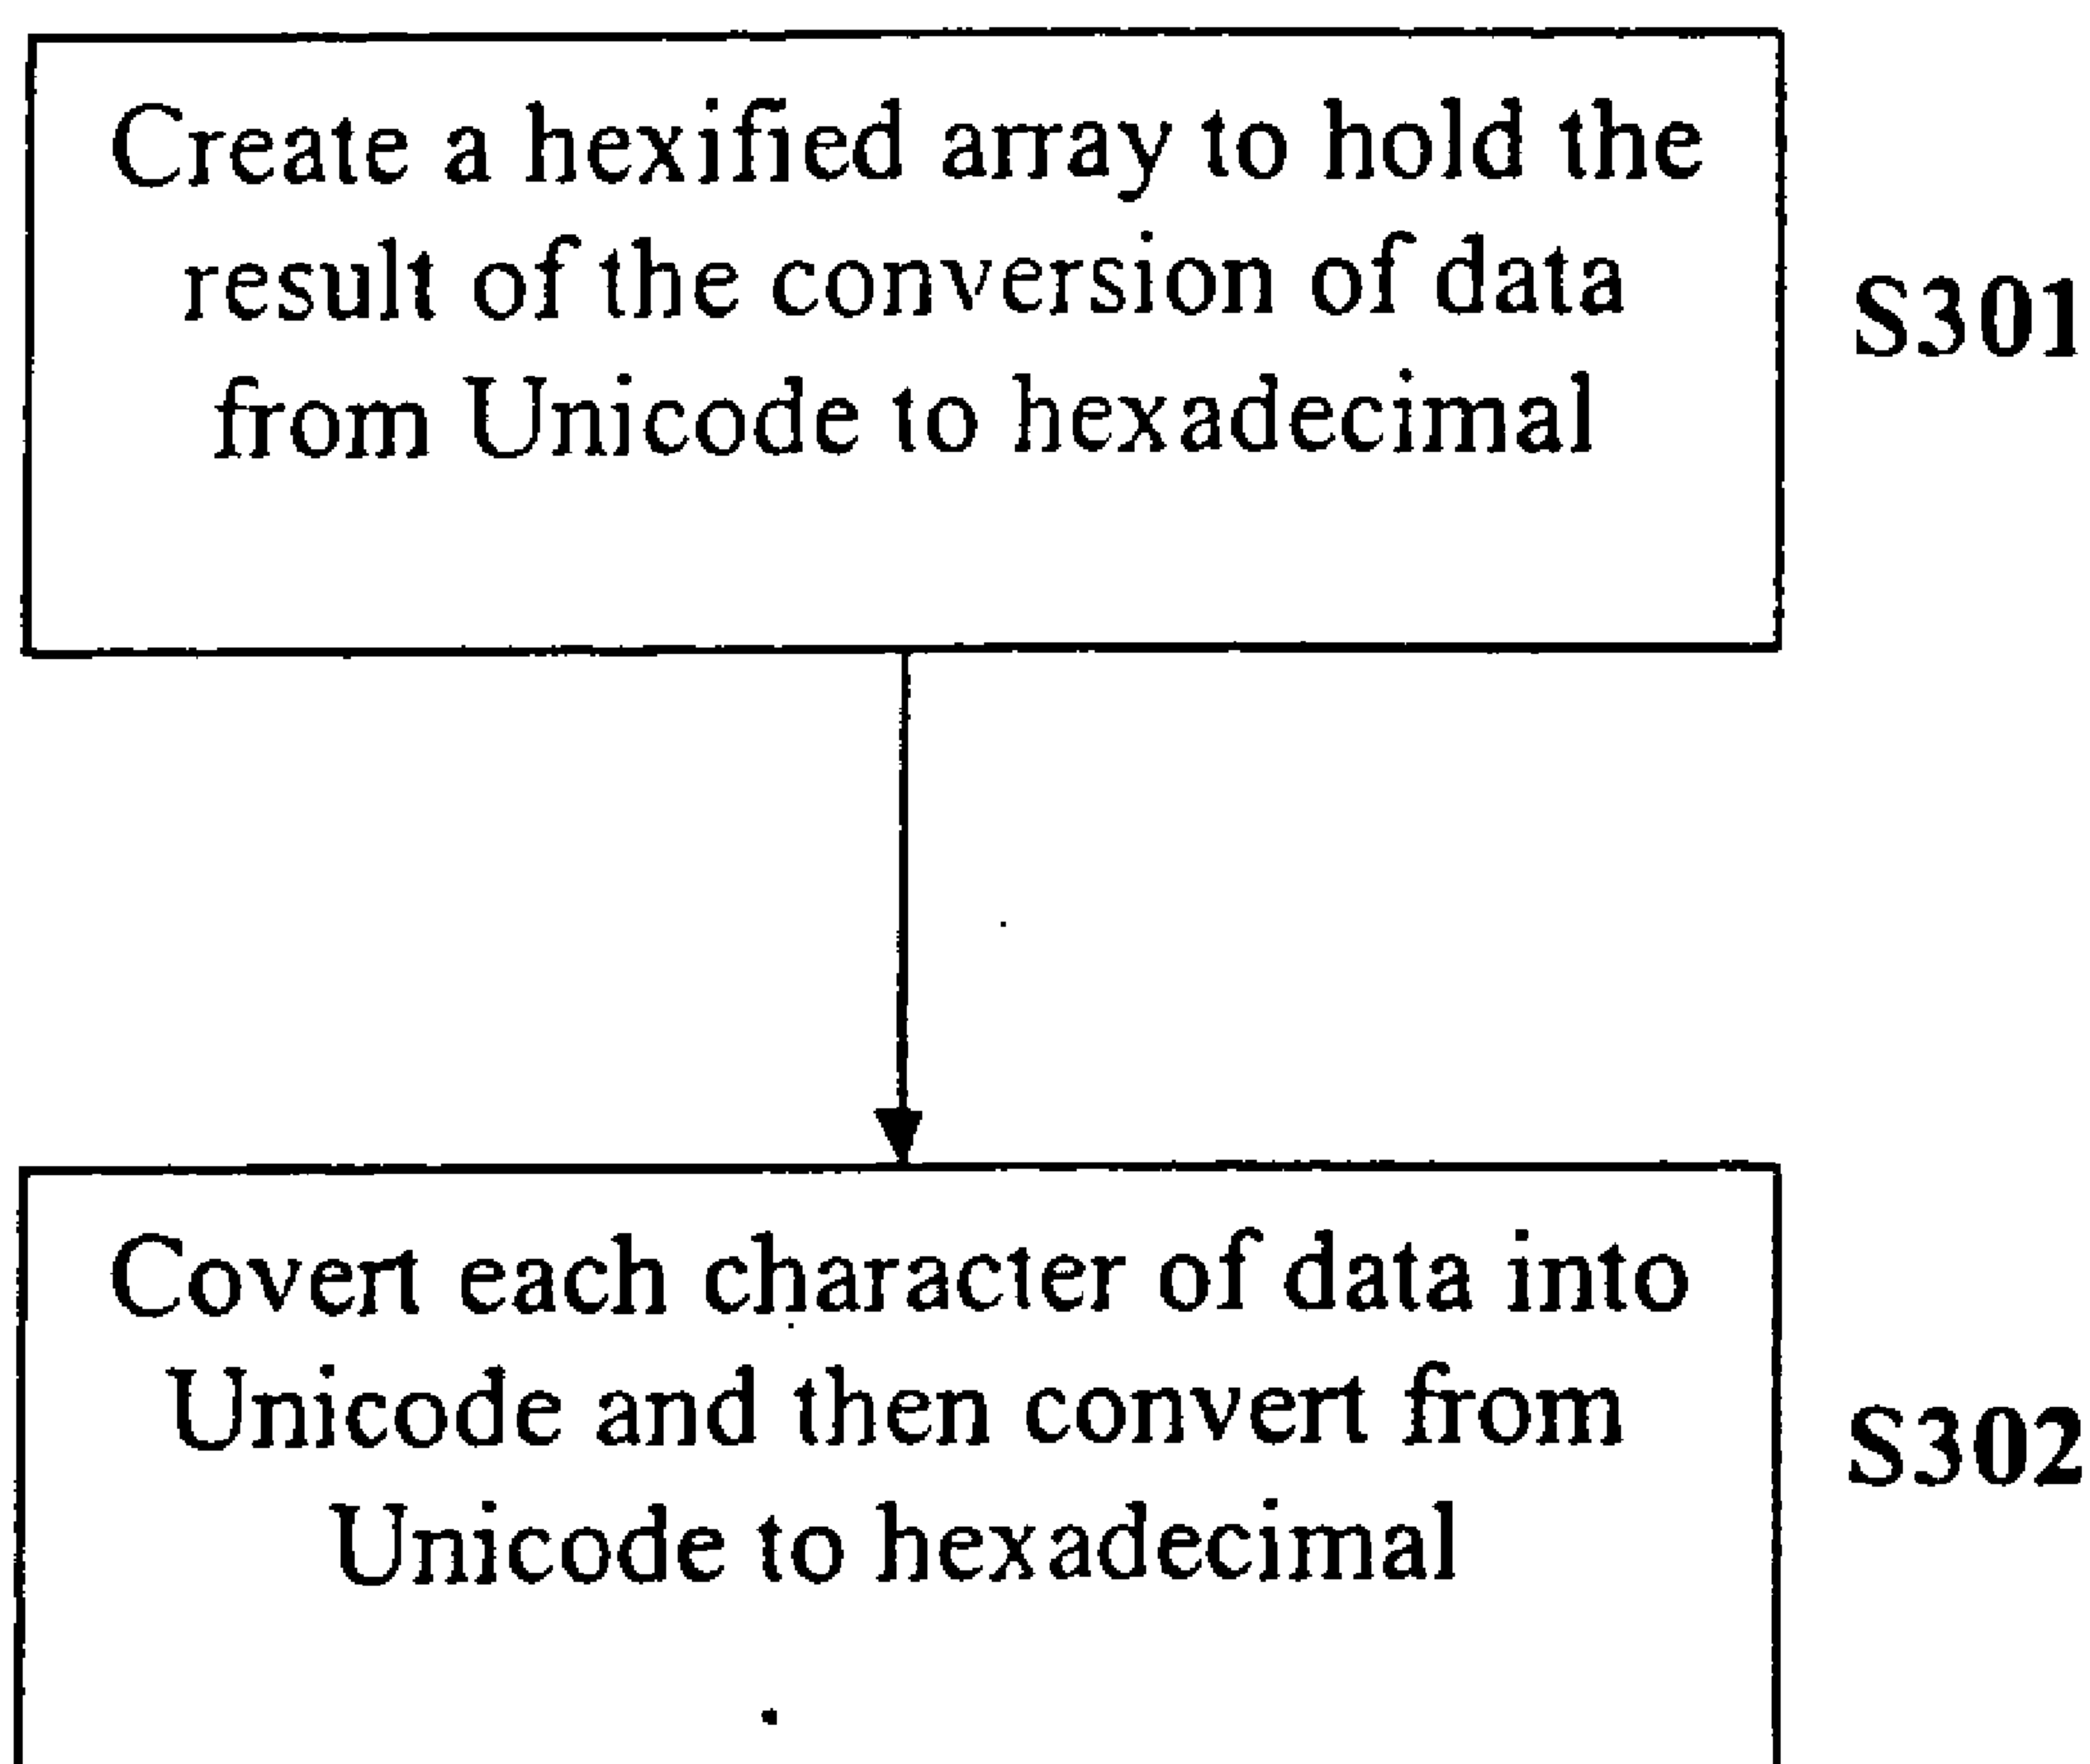 Create a hexified array to hold the
result of the conversion of data
from Unicode to hexadecimal
S301
Covert each character of data into
Unicode and then convert from
Unicode to hexadecimal
S302